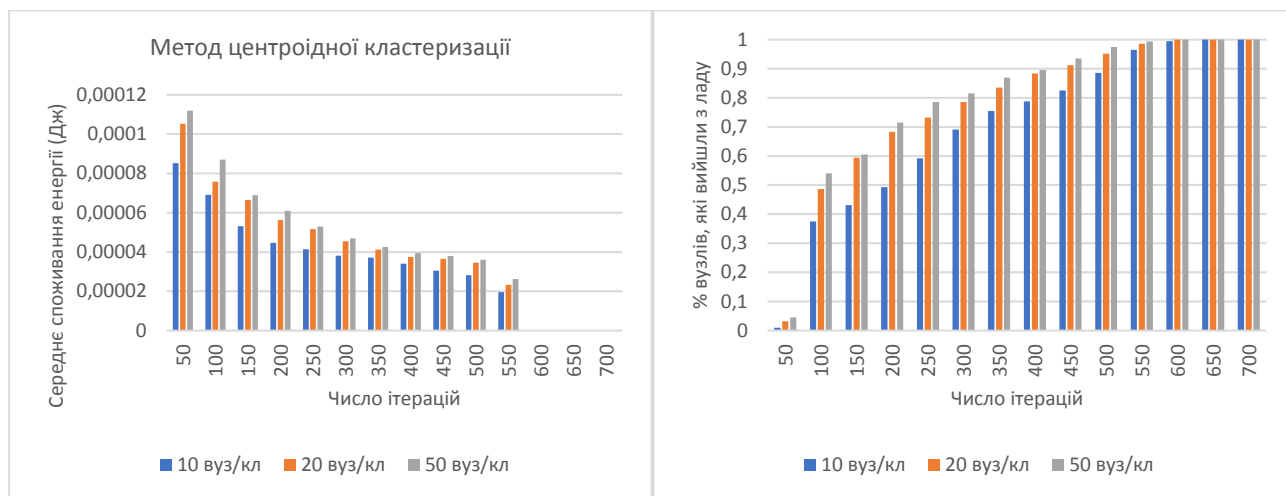 Метод центроідної кластеризації
Середнє споживання енергії (Дж)
0,00012
0,0001
0,00008
0,00006
0,00004
0,00002
0
50 100 150 200 250 300 350 400 450 500 550 600 650 700
Число ітерацій
10 вуз/кл 20 вуз/кл 50 вуз/кл
% вузлів, які вийшли з ладу
1
0,9
0,8
0,7
0,6
0,5
0,4
0,3
0,2
0,1
0
50 100 150 200 250 300 350 400 450 500 550 600 650 700
Число ітерацій
10 вуз/кл 20 вуз/кл 50 вуз/кл